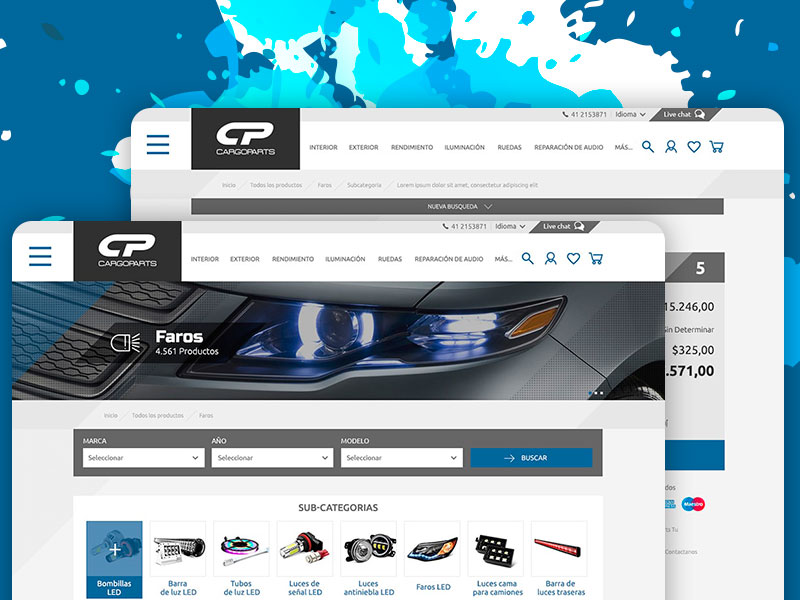 41 2153871
Idioma
Live chat
CP
CARGOPARTS
INTERIOR EXTERIOR RENDIMIENTO ILUMINACIÓN RUEDAS REPARACIÓN DE AUDIO MÁS...
Inicio Todos los productos Faros Subcategoría Lorem ipsum dolor sit amet, consectetur adipiscing elit
NUEVA BUSQUEDA
5
15.246,00
Sin Determinar
$325,00
.571,00
Maestro
Contactanos
41 2153871
Idioma
Live chat
CP
CARGOPARTS
INTERIOR EXTERIOR RENDIMIENTO ILUMINACIÓN RUEDAS REPARACIÓN DE AUDIO MÁS...
Faros
4.561 Productos
Inicio Todos los productos Faros
MARCA AÑO MODELO
Seleccionar Seleccionar Seleccionar BUSCAR
SUB-CATEGORIAS
Bombillas
LED
Barra
de luz LED
Tubos
de luz LED
Luces de
señal LED
Luces
antiniebla LED
Faros LED
Luces cama
para camiones
Barra de
luces traseras